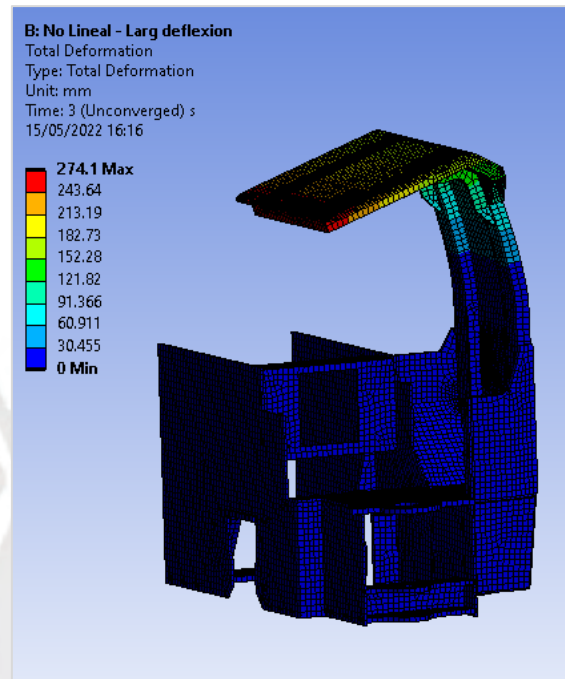 B: No Lineal - Larg deflexion
Total Deformation
Type: Total Deformation
Unit: mm
Time: 3 (Unconverged) s
15/05/2022 16:16
274.1 Max
243.64
213.19
182.73
152.28
121.82
91.366
60.911
30.455
0 Min